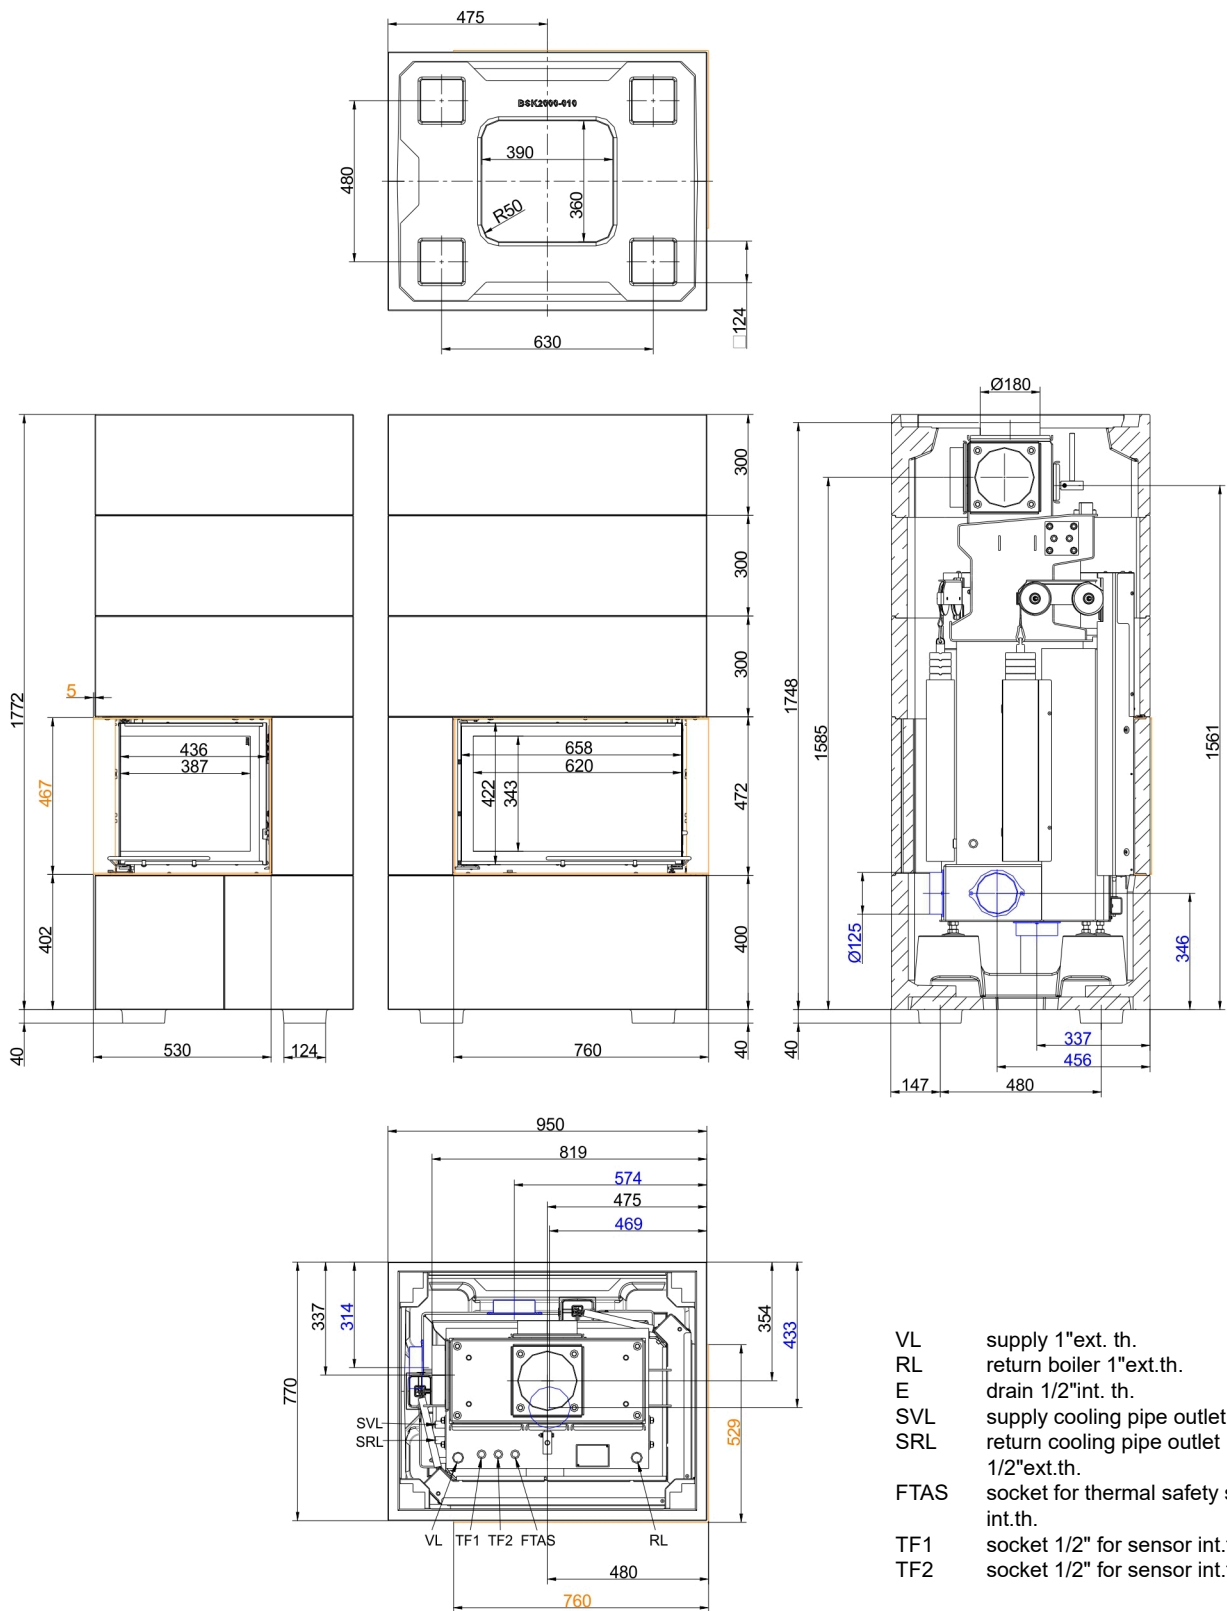 475
BSK2000-010
390
480
R50
360
630
□124
Ø180
300
300
300
1772
5
436
387
467
658
620
422
343
472
402
400
40
530
124
760
40
1748
1585
1561
Ø125
346
40
337
456
147
480
950
819
574
475
469
337
314
354
433
770
529
SVL
SRL
VL TF1 TF2 FTAS RL
480
760
VL supply 1"ext. th.
RL return boiler 1"ext.th.
E drain 1/2"int. th.
SVL supply cooling pipe outlet
SRL return cooling pipe outlet
1/2"ext.th.
FTAS socket for thermal safety
int.th.
TF1 socket 1/2" for sensor int.
TF2 socket 1/2" for sensor int.